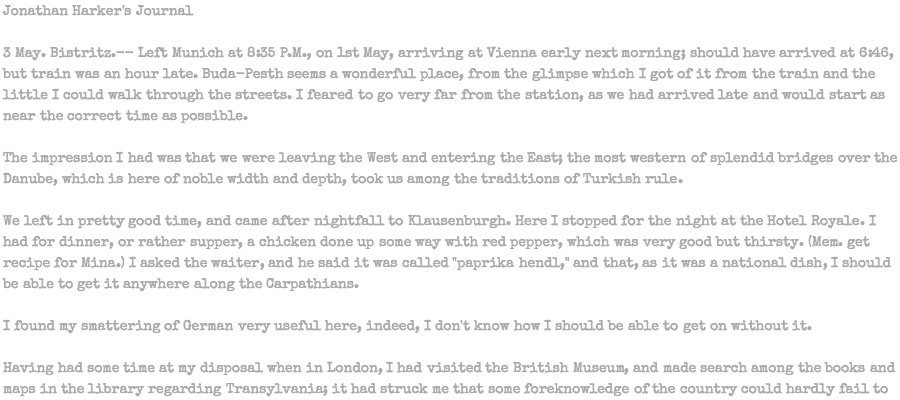 Jonathan Harker's Journal
3 May. Bistritz.-- Left Munich at 8:35 P.M., on 1st May, arriving at Vienna early next morning; should have arrived at 6:46,
but train was an hour late. Buda-Pesth seems a wonderful place, from the glimpse which I got of it from the train and the
little I could walk through the streets. I feared to go very far from the station, as we had arrived late and would start as
near the correct time as possible.
The impression I had was that we were leaving the West and entering the East; the most western of splendid bridges over the
Danube, which is here of noble width and depth, took us among the traditions of Turkish rule.
We left in pretty good time, and came after nightfall to Klausenburgh. Here I stopped for the night at the Hotel Royale. I
had for dinner, or rather supper, a chicken done up some way with red pepper, which was very good but thirsty. (Mem. get
recipe for Mina.) I asked the waiter, and he said it was called "paprika hendl," and that, as it was a national dish, I should
be able to get it anywhere along the Carpathians.
I found my smattering of German very useful here, indeed, I don't know how I should be able to get on without it.
Having had some time at my disposal when in London, I had visited the British Museum, and made search among the books and
maps in the library regarding Transylvania; it had struck me that some foreknowledge of the country could hardly fail to